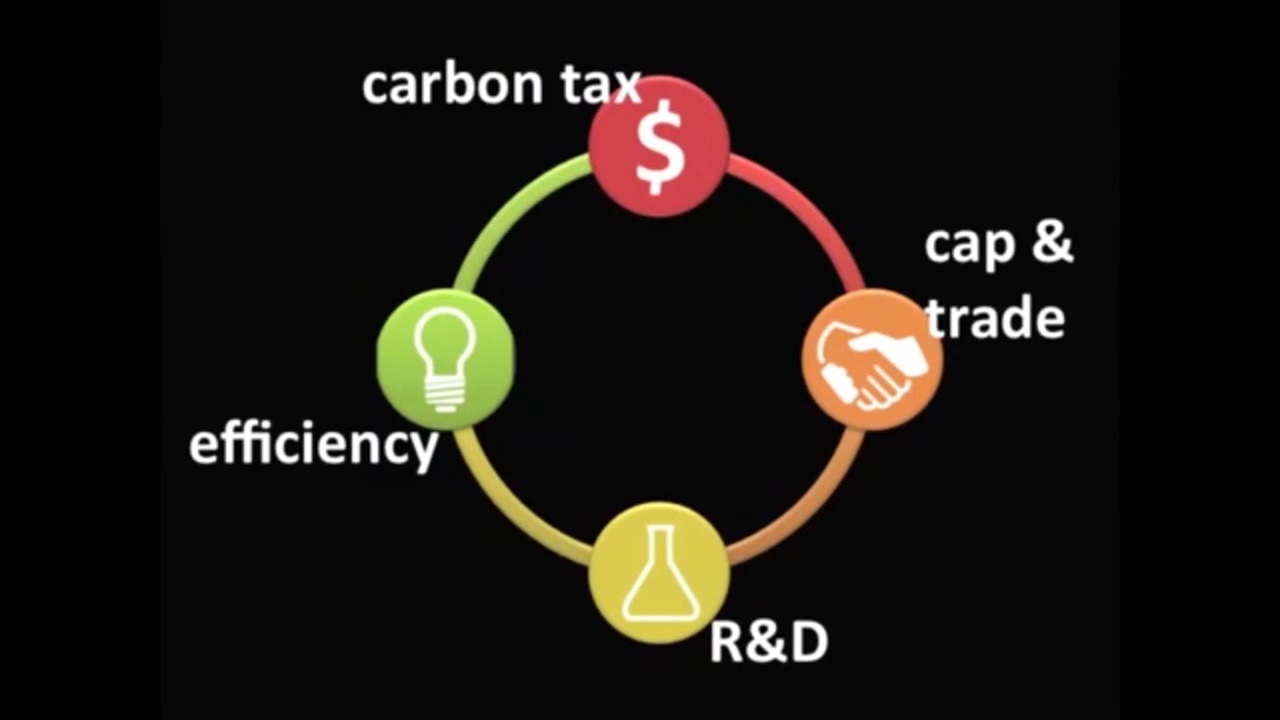 carbon tax
$
cap &
trade
efficiency
R&D